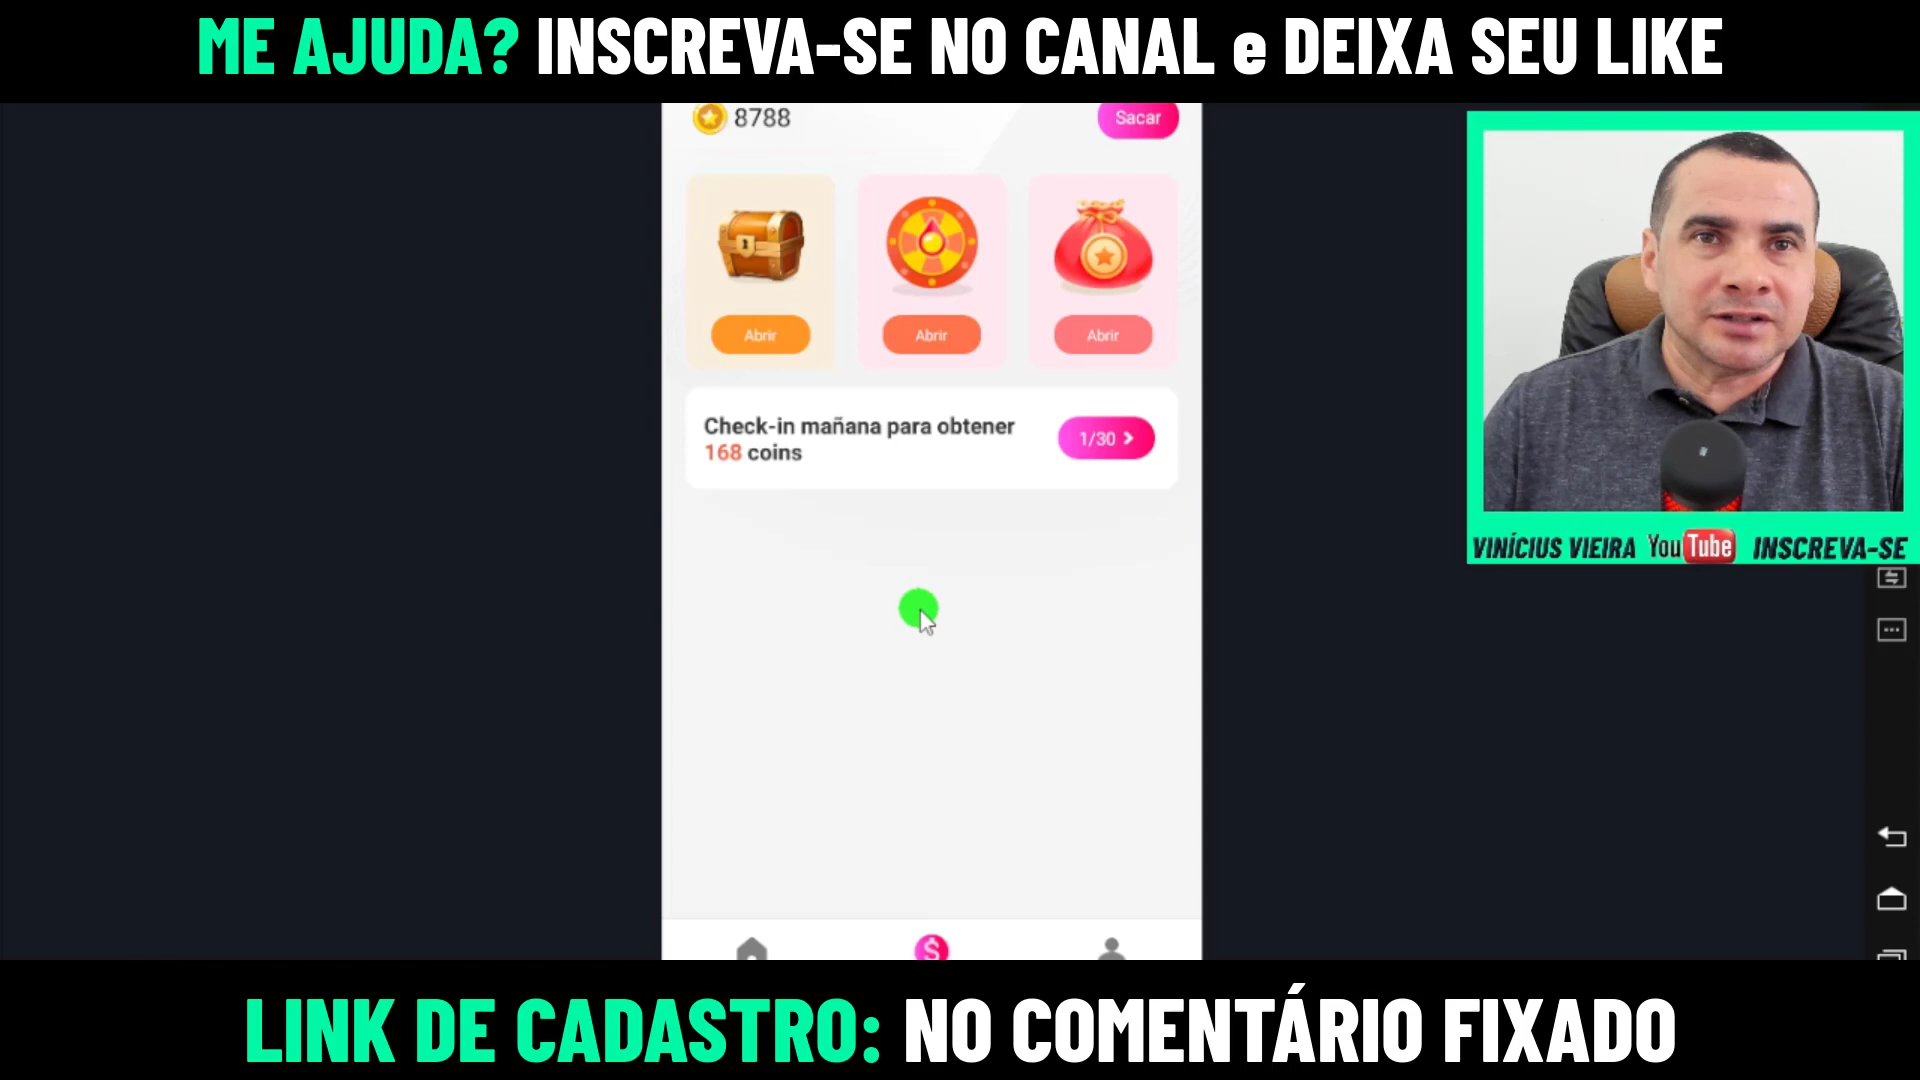 ME AJUDA? INSCREVA-SE NO CANAL e DEIXA SEU LIKE
8788
Sacar
Abrir
Abrir
Abrir
Check-in mañana para obtener
168 coins
1/30
VINÍCIUS VIEIRA YouTube INSCREVA-SE
LINK DE CADASTRO: NO COMENTÁRIO FIXADO